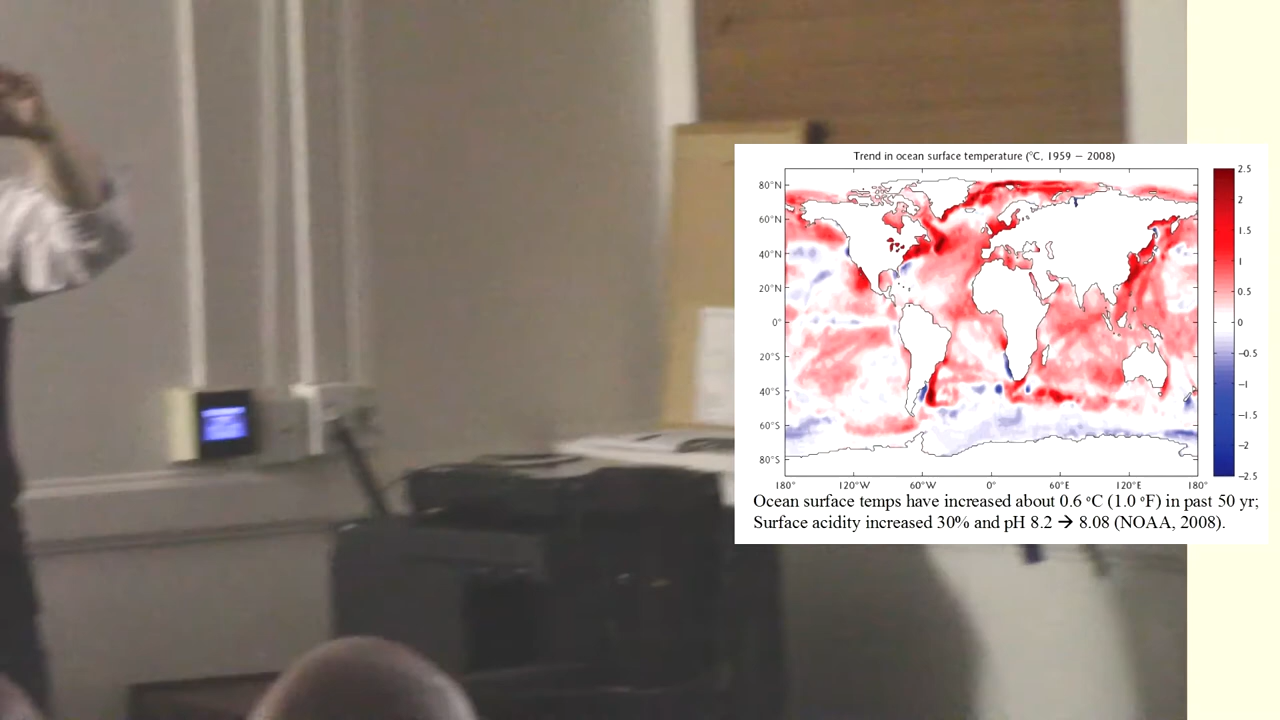 Trend in ocean surface temperature (°C, 1959 – 2008)
80°N
60°N
40°N
20°N
0°
20°S
40°S
60°S
80°S
180° 120°W 60°W 0° 60°E 120°E 180°
2.5
2
1.5
1
0.5
0
−0.5
−1
−1.5
−2
−2.5
Ocean surface temps have increased about 0.6 °C (1.0 °F) in past 50 yr;
Surface acidity increased 30% and pH 8.2 → 8.08 (NOAA, 2008).